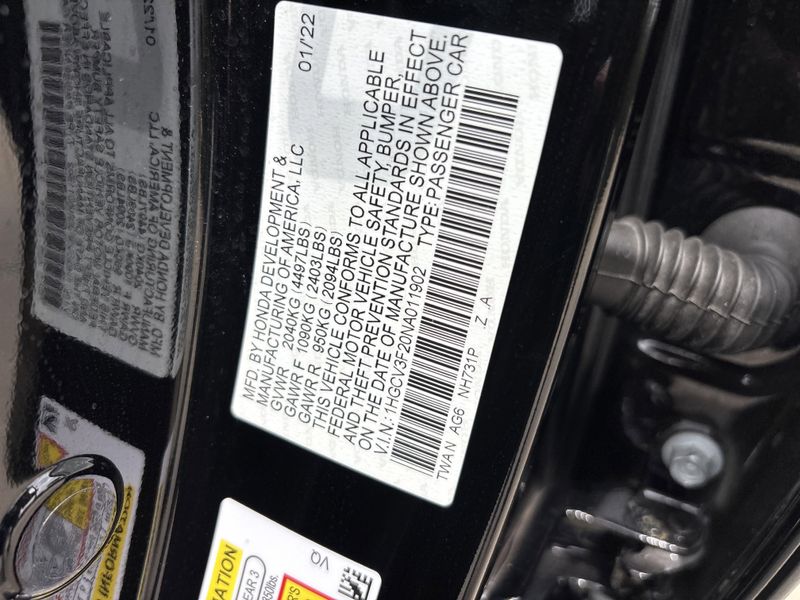 MFD. BY HONDA DEVELOPMENT &
MANUFACTURING OF AMERICA, LLC 01/'22
GVWR 2040KG (4497LBS)
GAWR F 1090KG (2403LBS)
GAWR R 950KG (2094LBS)
THIS VEHICLE CONFORMS TO ALL APPLICABLE
FEDERAL MOTOR VEHICLE SAFETY, BUMPER,
AND THEFT PREVENTION STANDARDS IN EFFECT
ON THE DATE OF MANUFACTURE SHOWN ABOVE.
V.I.N.: 1HGCV3F20NA011902 TYPE: PASSENGER CAR
TWAN AG6 NH731P -Z A
VQ